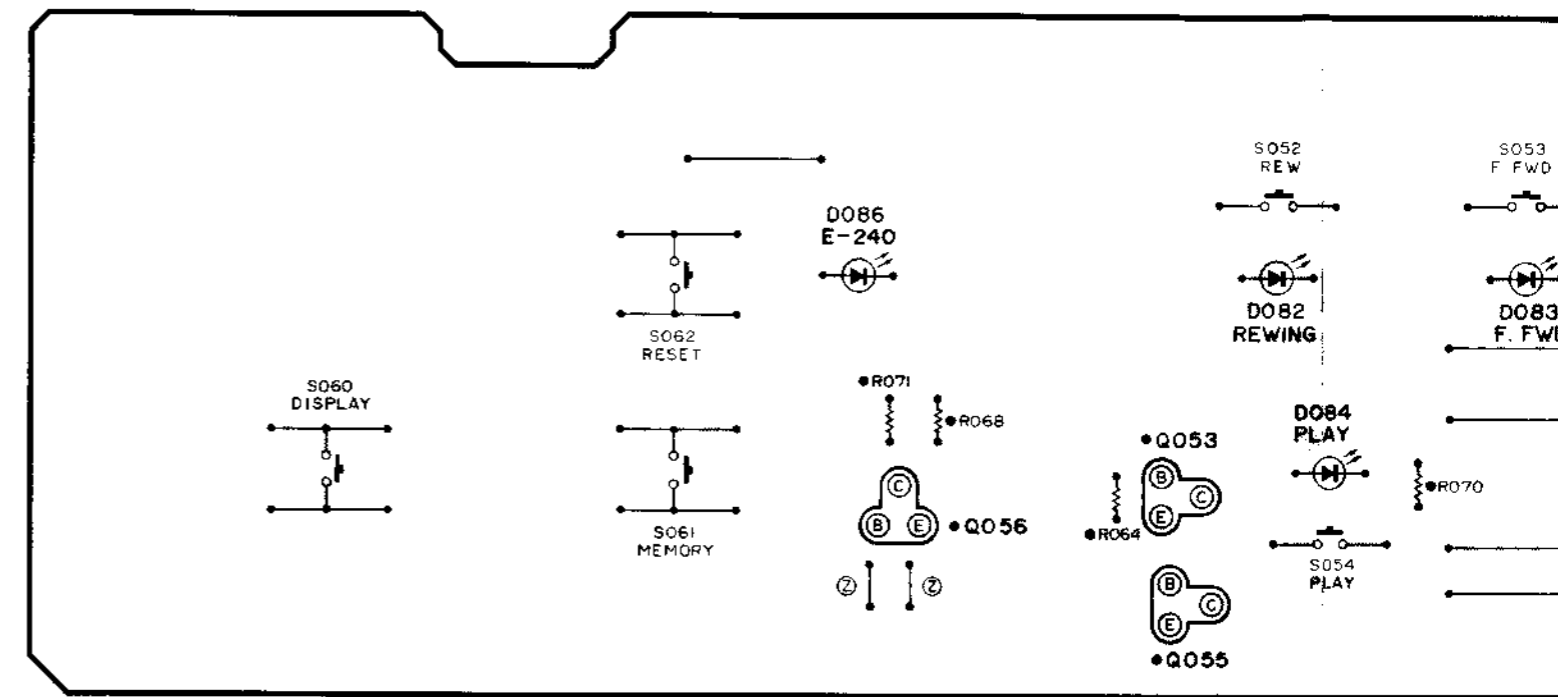 S052
REW
S053
F FWD
D086
E-240
D082
REWING
D083
S062
RESET
S060
DISPLAY
R071
R068
D084
PLAY
Q053
B
C
E
R070
C
B E
Q056
R064
S061
MEMORY
S054
PLAY
Z Z
B
C
E
Q055